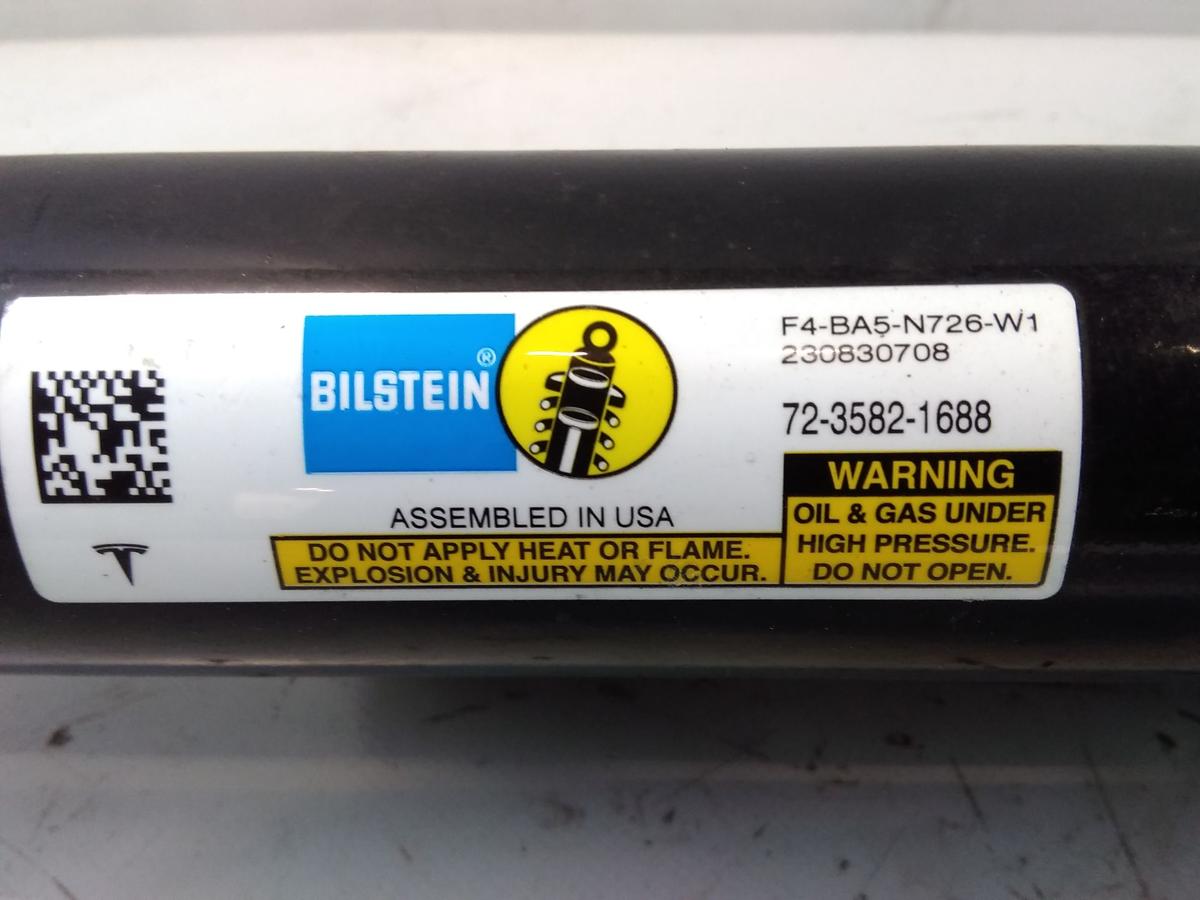 BILSTEIN®
F4-BA5-N726-W1
230830708
72-3582-1688
ASSEMBLED IN USA
DO NOT APPLY HEAT OR FLAME.
EXPLOSION & INJURY MAY OCCUR.
WARNING
OIL & GAS UNDER
HIGH PRESSURE.
DO NOT OPEN.